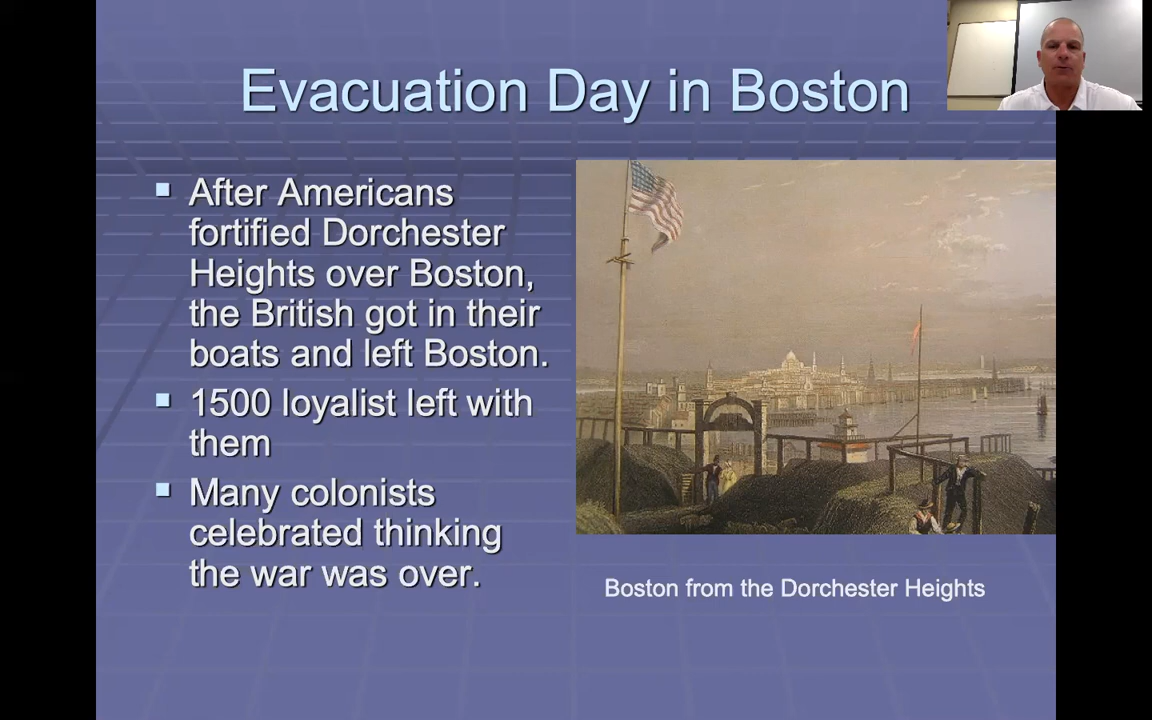 Evacuation Day in Boston
After Americans
fortified Dorchester
Heights over Boston,
the British got in their
boats and left Boston.
1500 loyalist left with
them
Many colonists
celebrated thinking
the war was over.
Boston from the Dorchester Heights